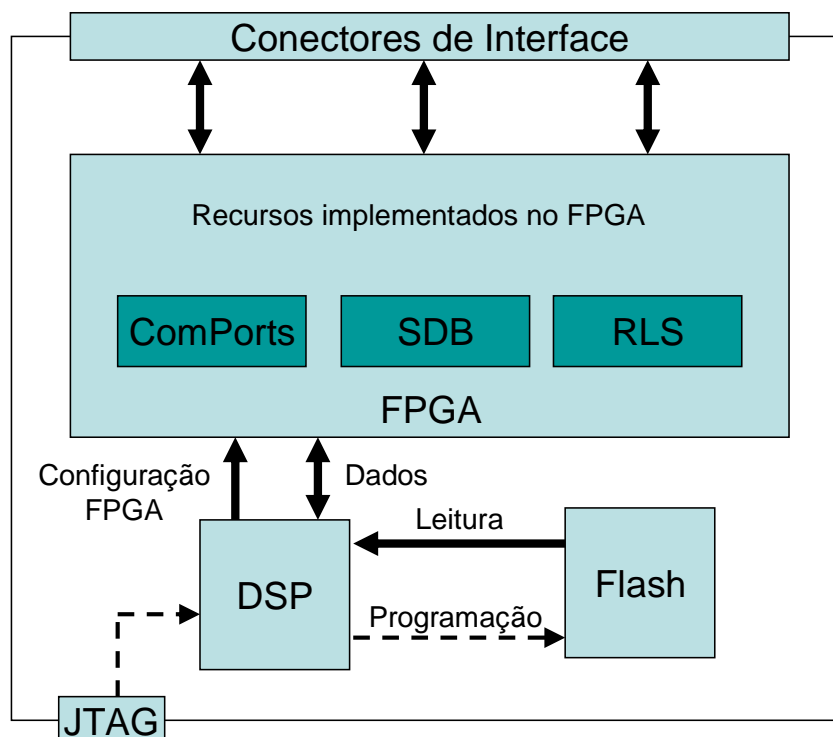 Conectores de Interface
Recursos implementados no FPGA
ComPorts
SDB
RLS
FPGA
Configuração
FPGA
Dados
Leitura
DSP
Flash
Programação
JTAG